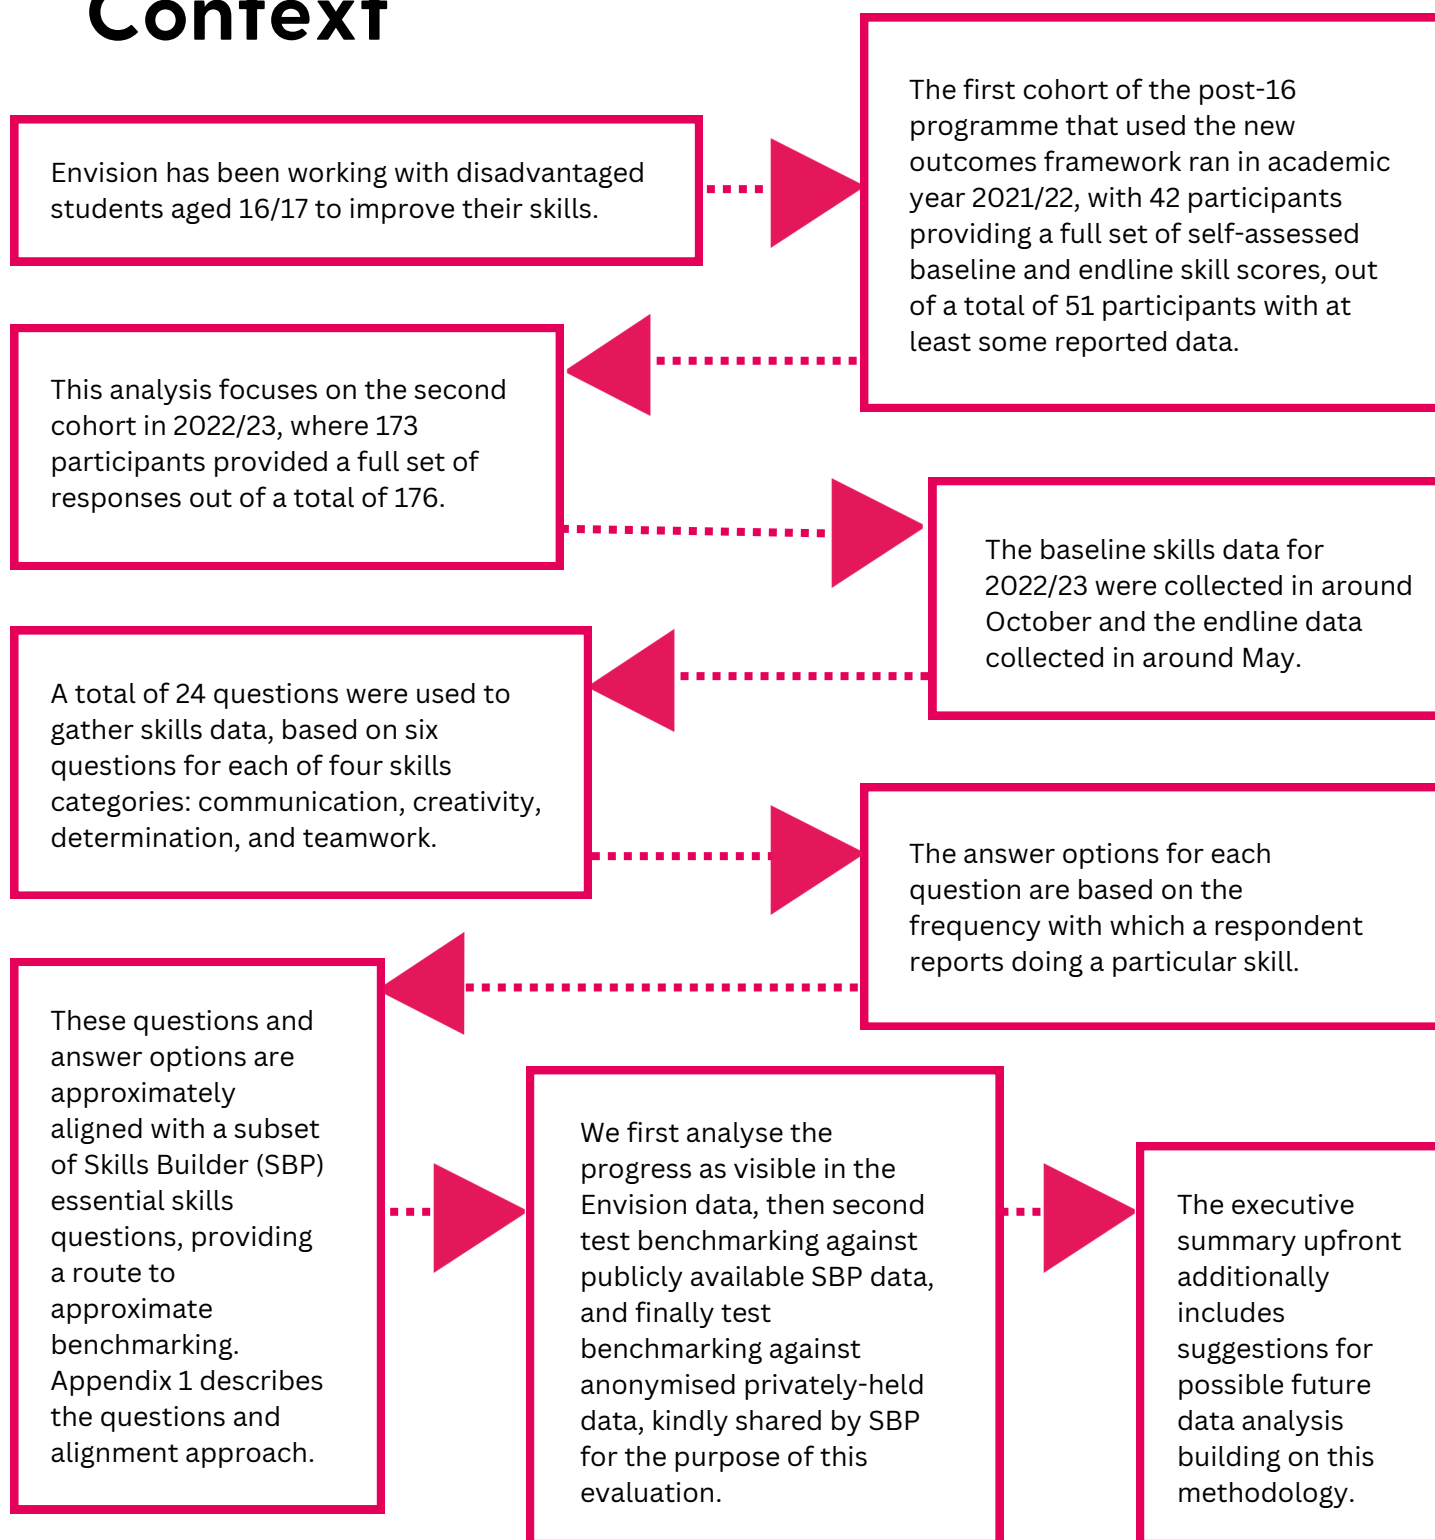 Context
Envision has been working with disadvantaged
students aged 16/17 to improve their skills.
The first cohort of the post-16
programme that used the new
outcomes framework ran in academic
year 2021/22, with 42 participants
providing a full set of self-assessed
baseline and endline skill scores, out
of a total of 51 participants with at
least some reported data.
This analysis focuses on the second
cohort in 2022/23, where 173
participants provided a full set of
responses out of a total of 176.
The baseline skills data for
2022/23 were collected in around
October and the endline data
collected in around May.
A total of 24 questions were used to
gather skills data, based on six
questions for each of four skills
categories: communication, creativity,
determination, and teamwork.
The answer options for each
question are based on the
frequency with which a respondent
reports doing a particular skill.
These questions and
answer options are
approximately
aligned with a subset
of Skills Builder (SBP)
essential skills
questions, providing
a route to
approximate
benchmarking.
Appendix 1 describes
the questions and
alignment approach.
We first analyse the
progress as visible in the
Envision data, then second
test benchmarking against
publicly available SBP data,
and finally test
benchmarking against
anonymised privately-held
data, kindly shared by SBP
for the purpose of this
evaluation.
The executive
summary upfront
additionally
includes
suggestions for
possible future
data analysis
building on this
methodology.